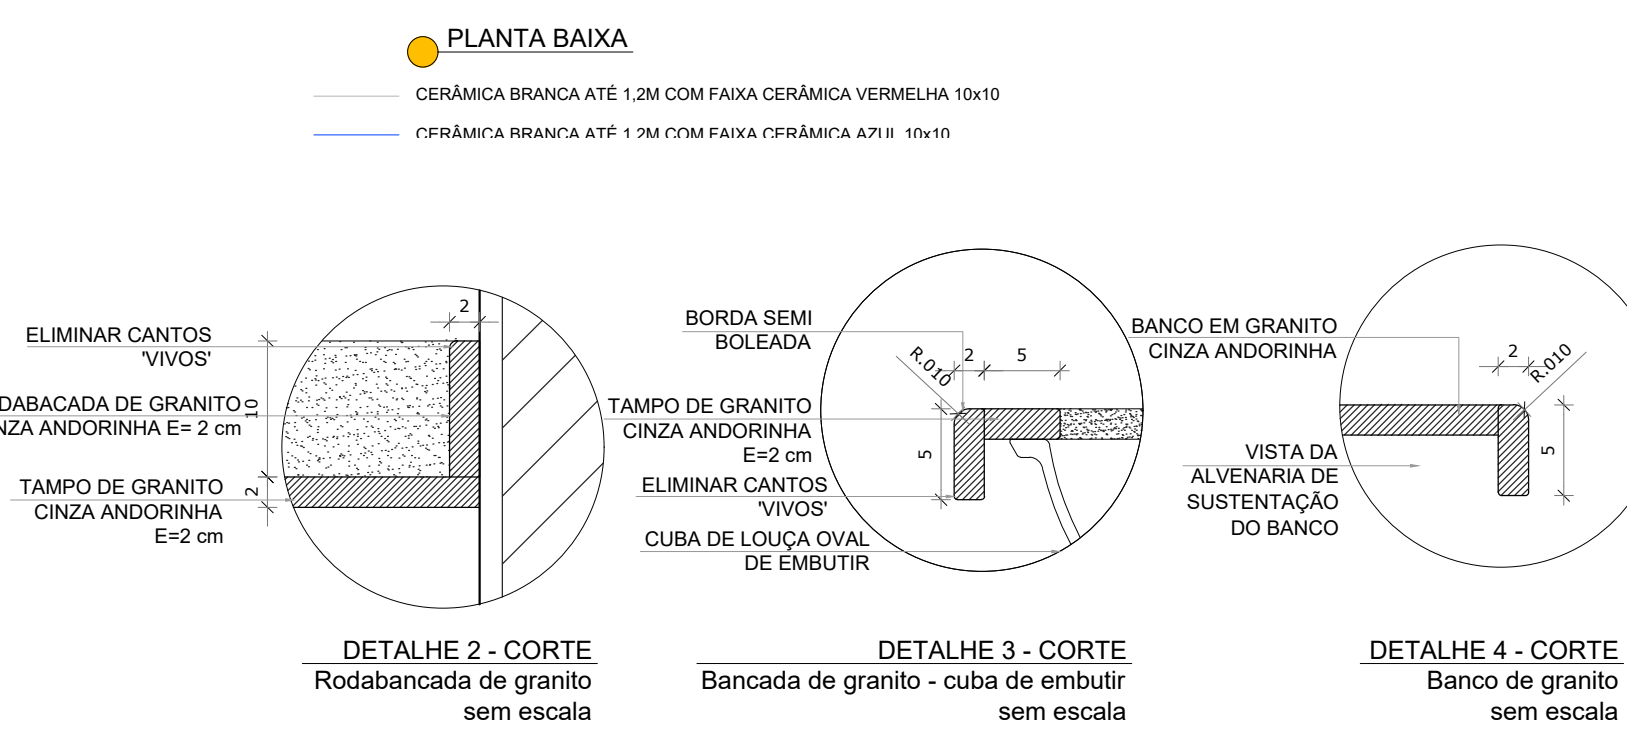 PLANTA BAIXA
CERÂMICA BRANCA ATÉ 1,2M COM FAIXA CERÂMICA VERMELHA 10x10
CERÂMICA BRANCA ATÉ 1,2M COM FAIXA CERÂMICA AZUL 10x10
ELIMINAR CANTOS
'VIVOS'
DABACADA DE GRANITO
ZA ANDORINHA E= 2 cm
TAMPO DE GRANITO
CINZA ANDORINHA
E=2 cm
2
10
2
DETALHE 2 - CORTE
Rodabancada de granito
sem escala
BORDA SEMI
BOLEADA
TAMPO DE GRANITO
CINZA ANDORINHA
E=2 cm
ELIMINAR CANTOS
'VIVOS'
CUBA DE LOUÇA OVAL
DE EMBUTIR
R.010
2
5
5
DETALHE 3 - CORTE
Bancada de granito - cuba de embutir
sem escala
BANCO EM GRANITO
CINZA ANDORINHA
VISTA DA
ALVENARIA DE
SUSTENTAÇÃO
DO BANCO
2
R.010
5
DETALHE 4 - CORTE
Banco de granito
sem escala